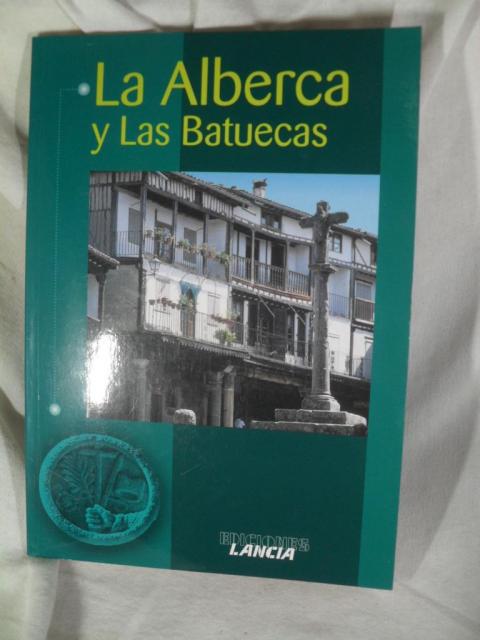 La Alberca
y Las Batuecas
EDICIONES
LANCIA